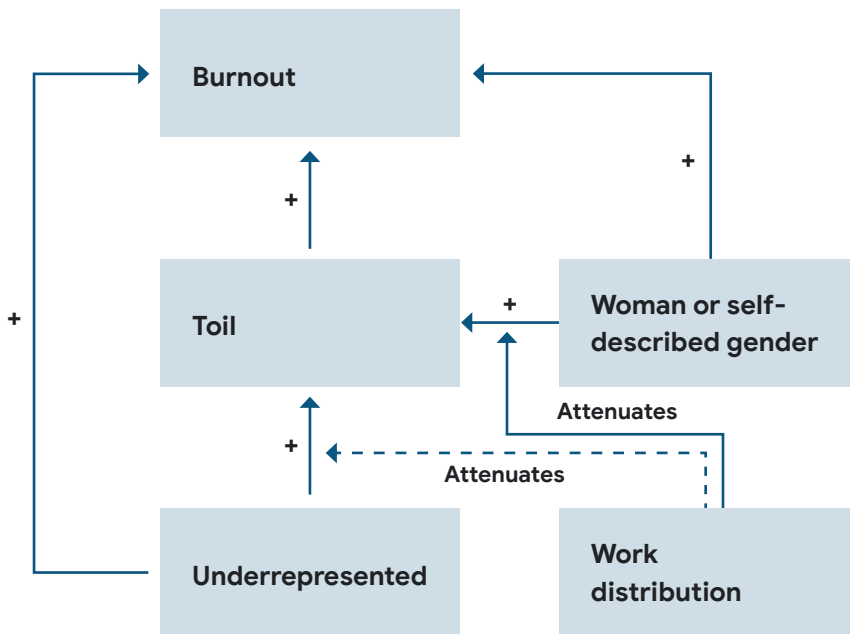 Burnout
+
+
+
Toil
+
Woman or self-
described gender
Attenuates
+
Attenuates
Underrepresented
Work
distribution